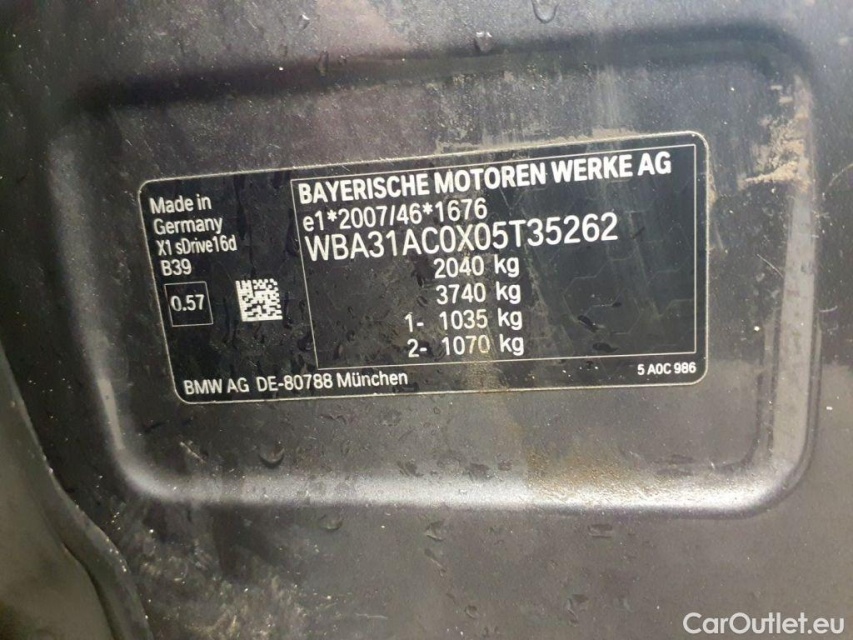 Made in
Germany
X1 sDrive16d
B39
0.57
BAYERISCHE MOTOREN WERKE AG
e1*2007/46*1676
WBA31AC0X05T35262
2040 kg
3740 kg
1- 1035 kg
2- 1070 kg
BMW AG DE-80788 München
5 A0C 986
CarOutlet.eu